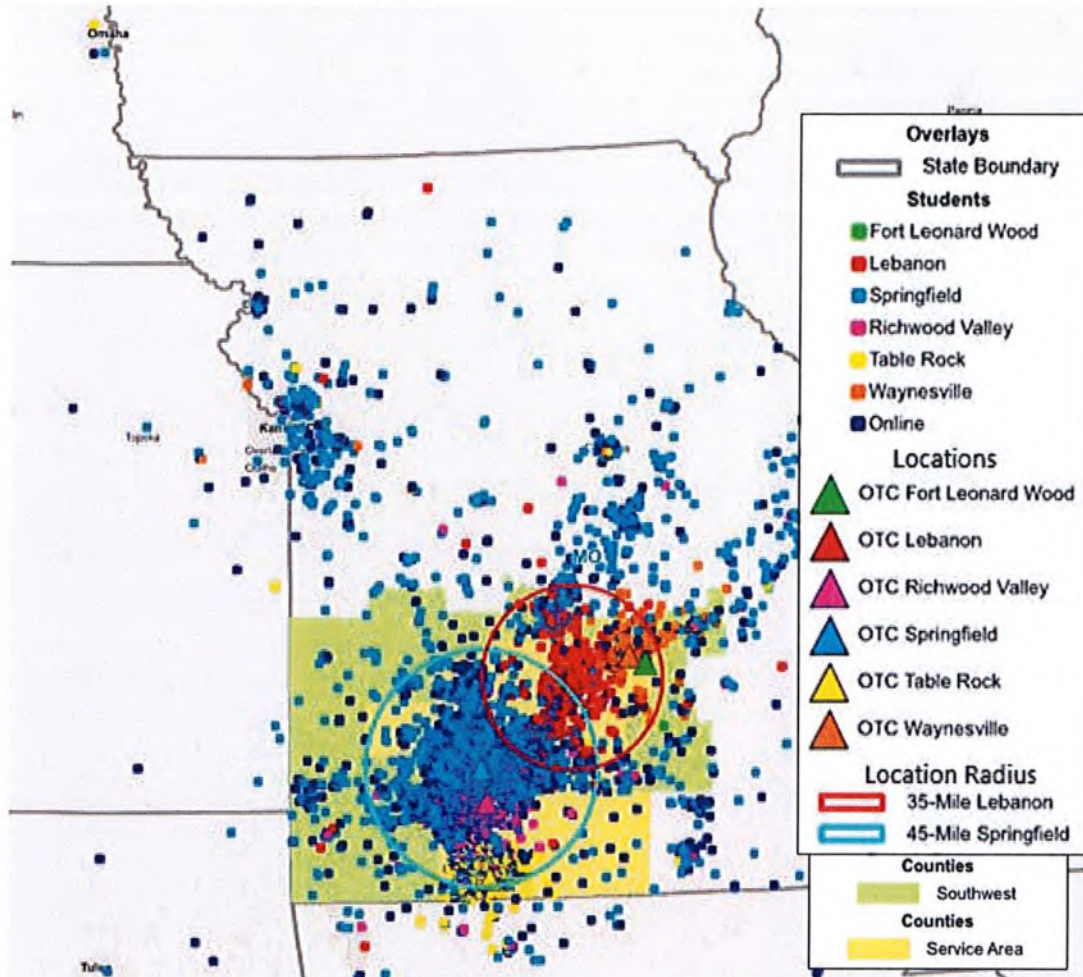 Omaha
Peoria
Overlays
State Boundary
Students
Fort Leonard Wood
Lebanon
Springfield
Richwood Valley
Table Rock
Waynesville
Online
Locations
OTC Fort Leonard Wood
OTC Lebanon
OTC Richwood Valley
OTC Springfield
OTC Table Rock
OTC Waynesville
Location Radius
35-Mile Lebanon
45-Mile Springfield
Counties
Southwest
Counties
Service Area
Topeka
Kan
MO